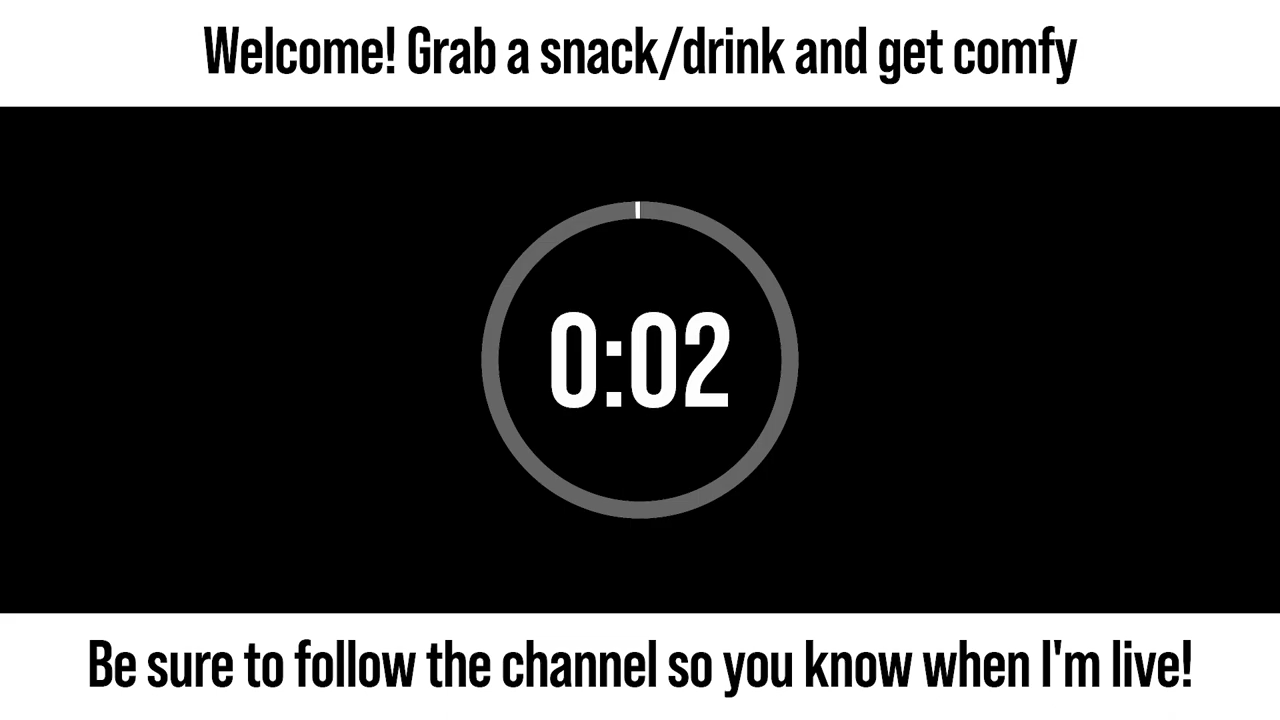 Welcome! Grab a snack/drink and get comfy
0:02
Be sure to follow the channel so you know when I'm live!